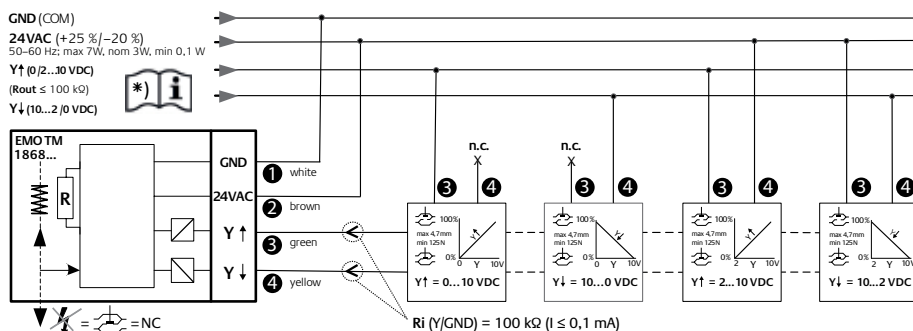 GND (COM)
24VAC (+25 %/−20 %)
50–60 Hz; max 7W, nom 3W, min 0,1 W
Y↑ (0/2...10 VDC)
(Rout ≤ 100 kΩ)
Y↓ (10...2 /0 VDC)
*) i
EMO TM
1868...
R
GND
24VAC
Y ↑
Y ↓
1 white
2 brown
3 green
4 yellow
= = NC
Ri (Y/GND) = 100 kΩ (I ≤ 0,1 mA)
n.c.
3 4
100%
max 4,7mm
min 125N
0%
Y↑
0 Y 10V
Y↑ = 0...10 VDC
n.c.
3 4
100%
max 4,7mm
min 125N
0%
Y↓
0 Y 10V
Y↓ = 10...0 VDC
3 4
100%
max 4,7mm
min 125N
0%
Y↑
2 Y 10V
Y↑ = 2...10 VDC
3 4
100%
max 4,7mm
min 125N
0%
Y↓
2 Y 10V
Y↓ = 10...2 VDC